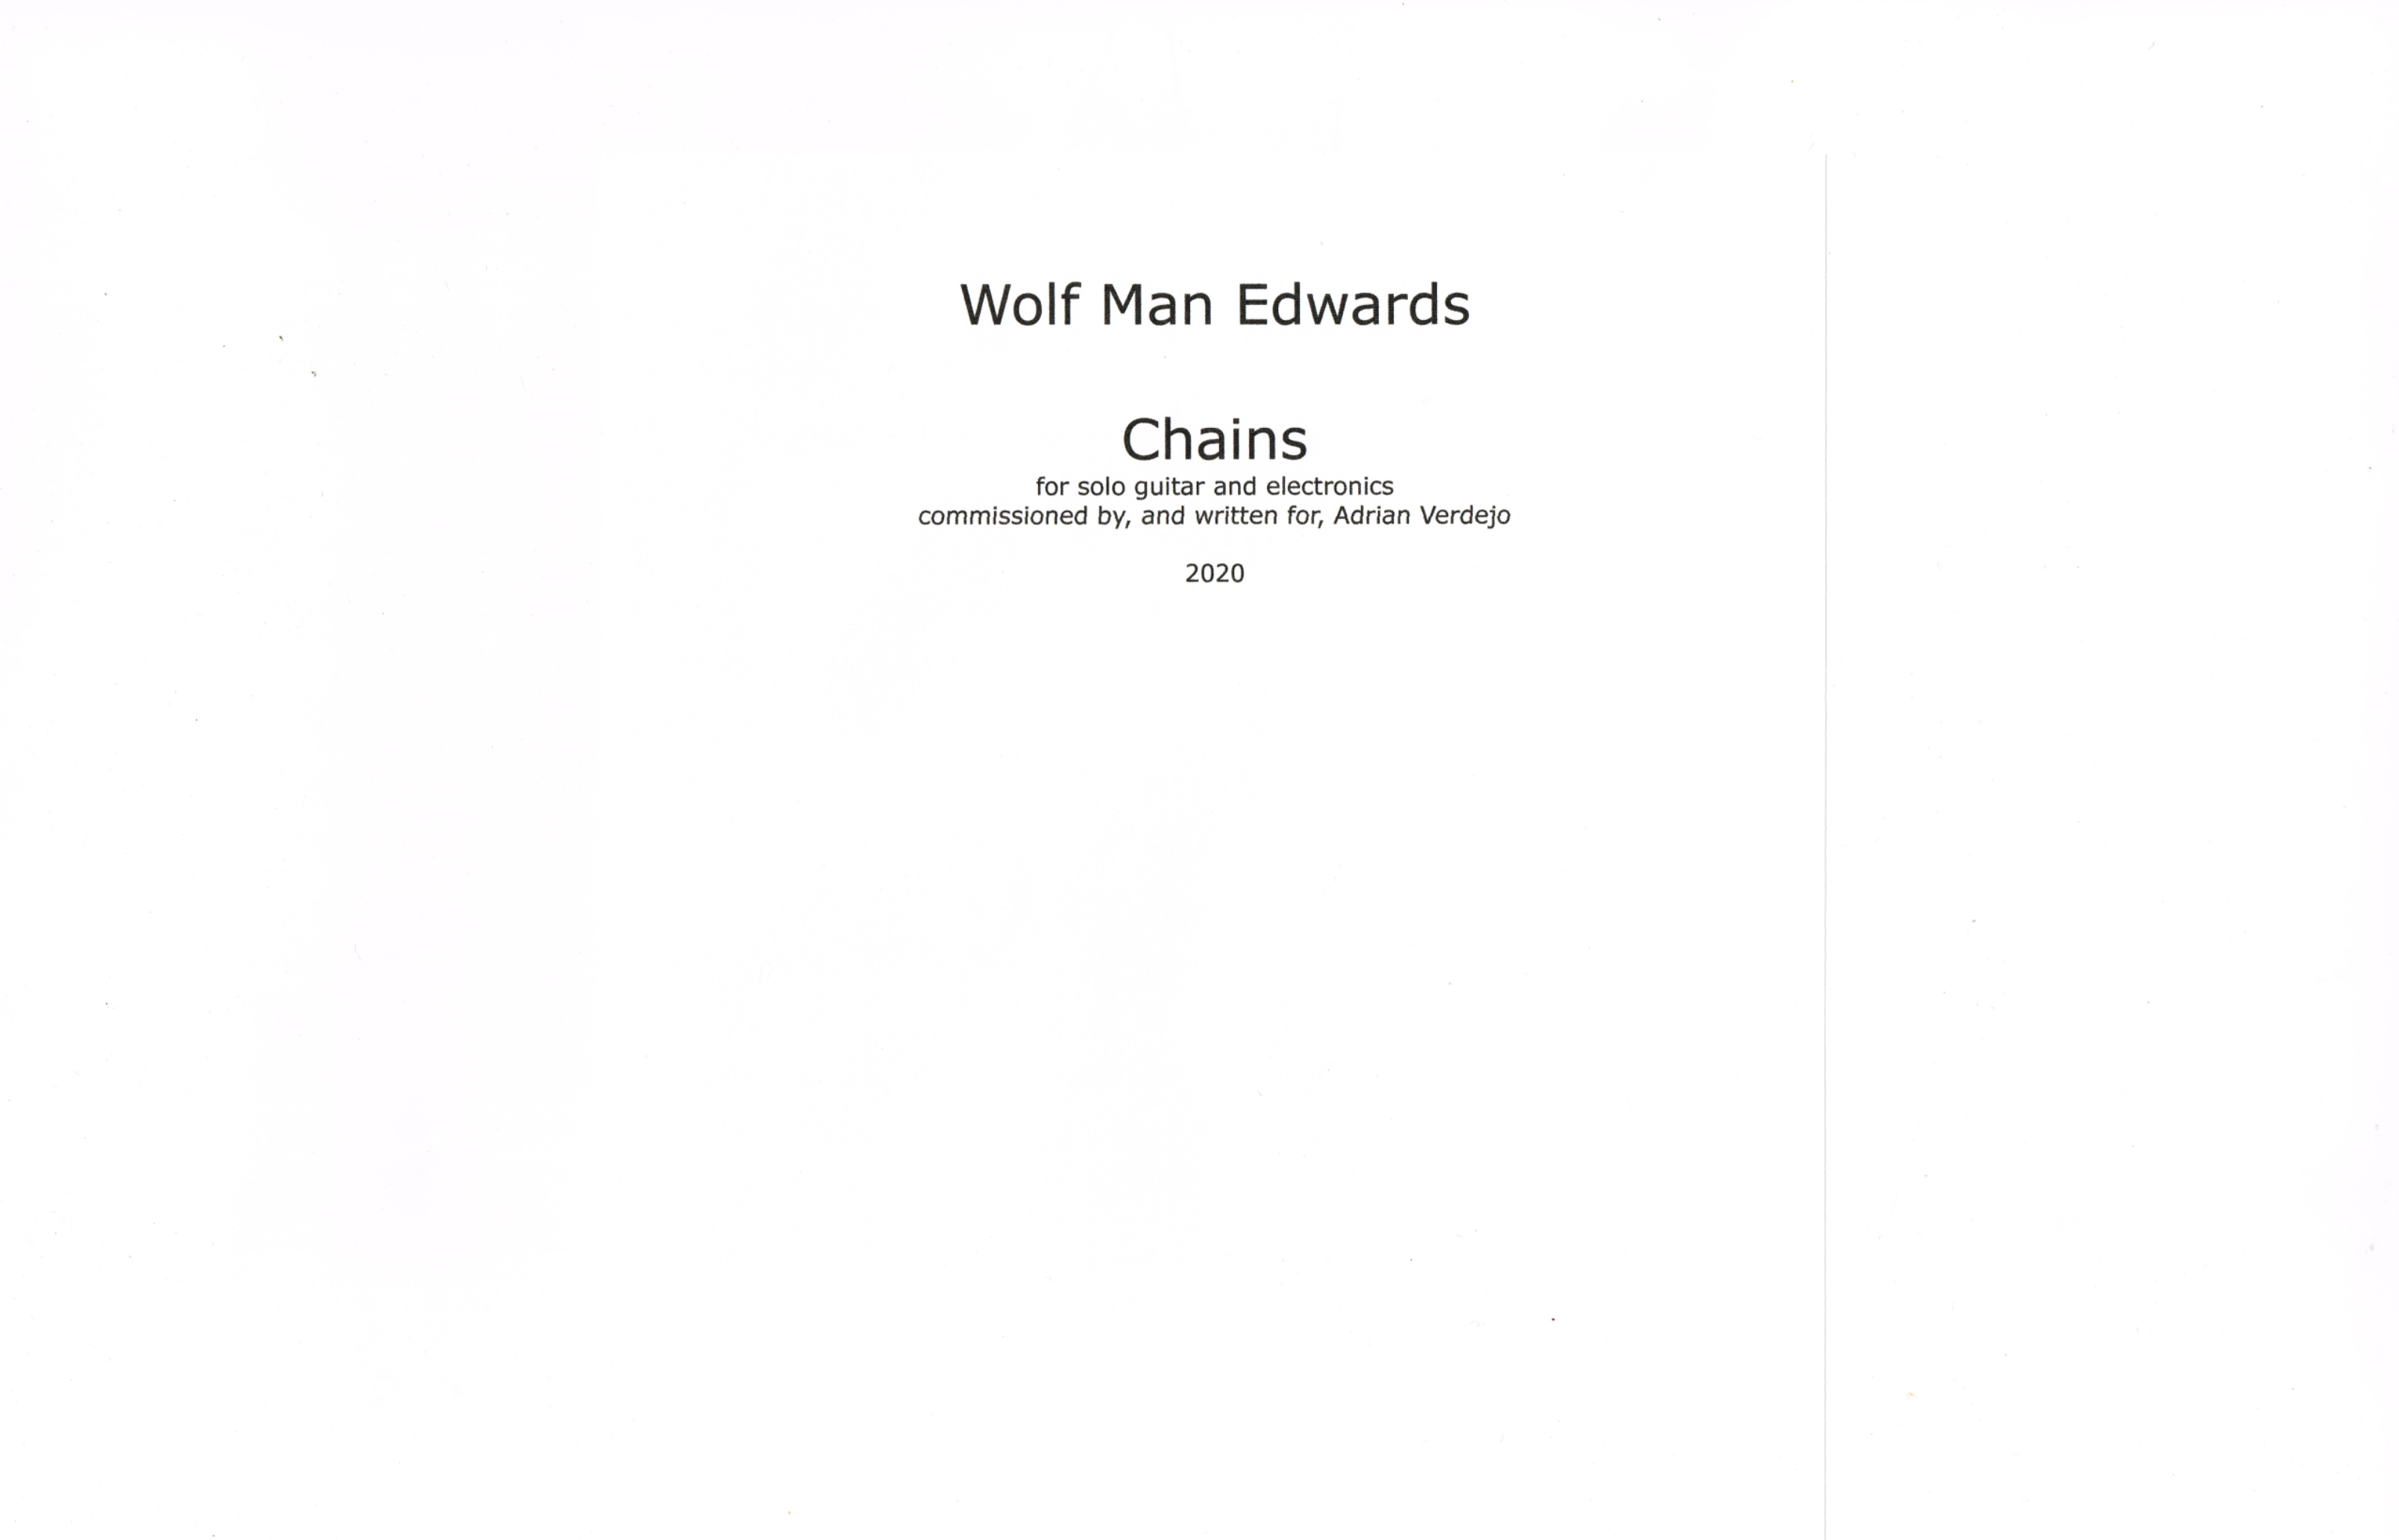 Wolf Man Edwards
Chains
for solo guitar and electronics
commissioned by, and written for, Adrian Verdejo
2020